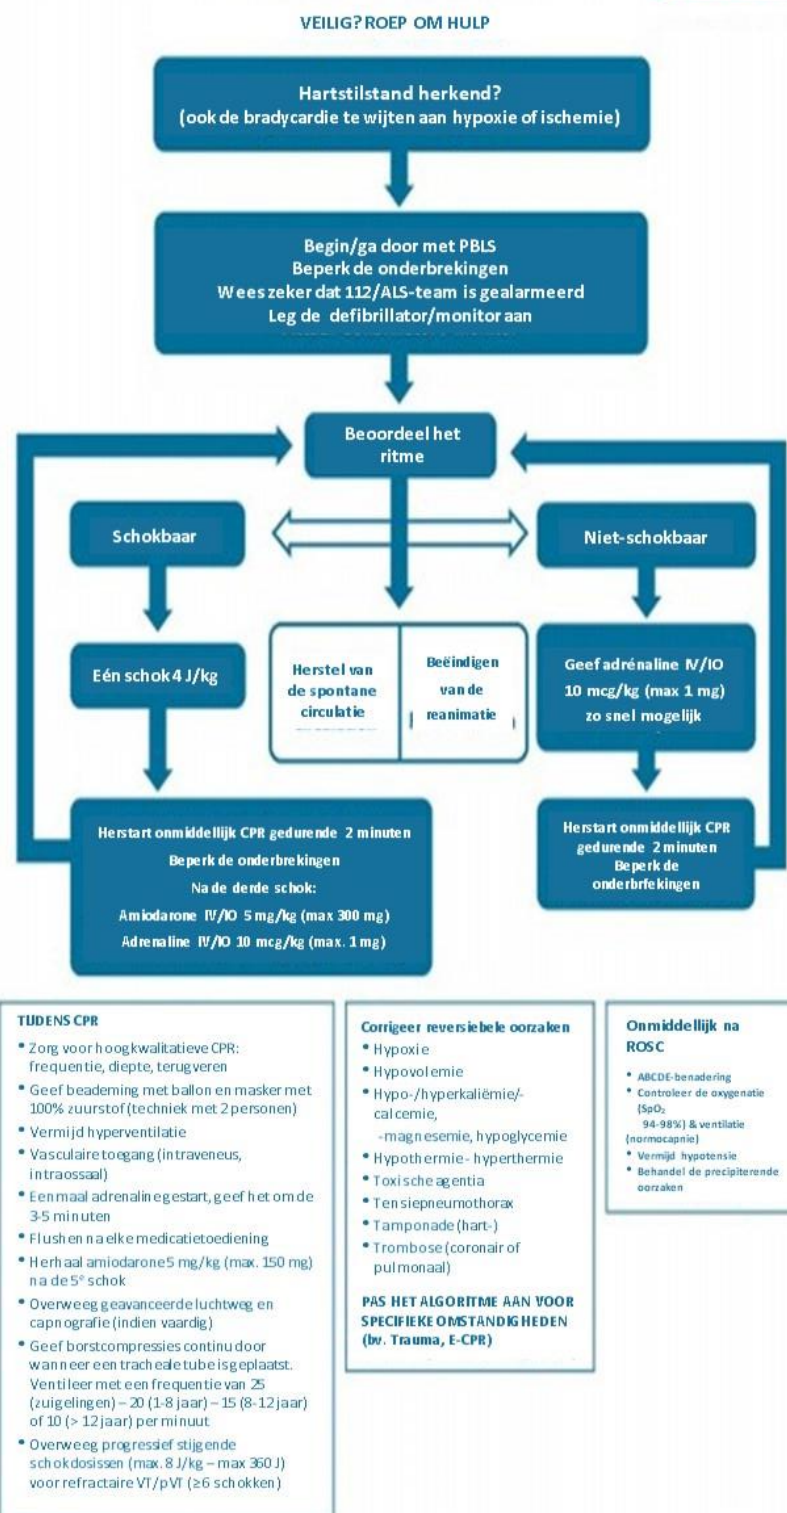 VEILIG? ROEP OM HULP
Hartstilstand herkend?
(ook de bradycardie te wijten aan hypoxie of ischemie)
Begin/ga door met PBLS
Beperk de onderbrekingen
Wees zeker dat 112/ALS-team is gealarmeerd
Leg de defibrillator/monitor aan
Beoordeel het
ritme
Schokbaar
Niet-schokbaar
Eén schok 4 J/kg
Herstel van
de spontane
circulatie
Beëindigen
van de
reanimatie
Geef adrénaline IV/IO
10 mcg/kg (max 1 mg)
zo snel mogelijk
Herstart onmiddellijk CPR gedurende 2 minuten
Beperk de onderbrekingen
Na de derde schok:
Amiodarone IV/IO 5 mg/kg (max 300 mg)
Adrenaline IV/IO 10 mcg/kg (max. 1 mg)
Herstart onmiddellijk CPR
gedurende 2 minuten
Beperk de
onderbrfekingen
TIJDENS CPR
• Zorg voor hoogkwalitatieve CPR:
frequentie, diepte, terugveren
• Geef beademing met ballon en masker met
100% zuurstof (techniek met 2 personen)
• Vermijd hyperventilatie
• Vasculaire toegang (intraveneus,
intraossaal)
• Eenmaal adrenaline gestart, geef het om de
3-5 minuten
• Flush en na elke medicatietoediening
• Herhaal amiodarone 5 mg/kg (max. 150 mg)
na de 5e schok
• Overweeg geavanceerde luchtweg en
capnografie (indien vaardig)
• Geef borstcompressies continu door
wanneer een tracheale tube is geplaatst.
Ventileer met een frequentie van 25
(zuigelingen) – 20 (1-8 jaar) – 15 (8-12 jaar)
of 10 (> 12 jaar) per minuut
• Overweeg progressief stijgende
schokdosissen (max. 8 J/kg – max 360 J)
voor refractaire VT/pVT (≥6 schokken)
Corrigeer reversiebele oorzaken
• Hypoxie
• Hypovolemie
• Hypo-/hyperkaliëmie/-
calcemie,
-magnesemie, hypoglycemie
• Hypothermie - hyperthermie
• Toxische agentia
• Tensiepneumothorax
• Tamponade (hart-)
• Trombose (coronair of
pulmonaal)
PAS HET ALGORITME AAN VOOR
SPECIFIEKE OMSTANDIGHEDEN
(bv. Trauma, E-CPR)
Onmiddellijk na
ROSC
• ABCDE-benadering
• Controleer de oxygenatie
(SpO₂
94-98%) & ventilatie
(normocapnie)
• Vermijd hypotensie
• Behandel de precipiterende
oorzaken